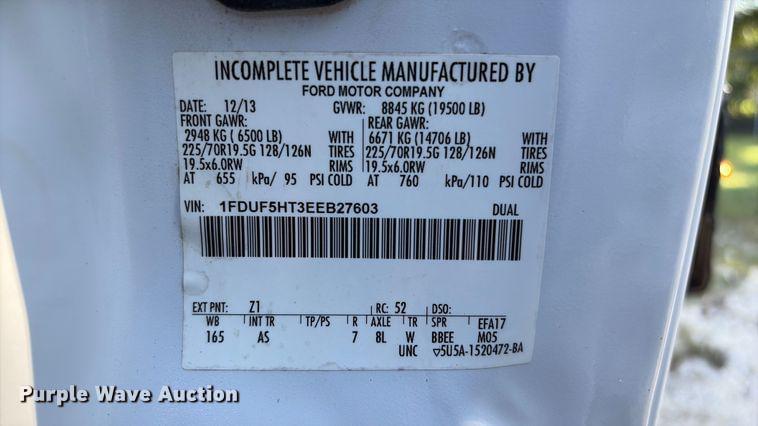 INCOMPLETE VEHICLE MANUFACTURED BY
FORD MOTOR COMPANY
DATE: 12/13 GVWR: 8845 KG (19500 LB)
FRONT GAWR: REAR GAWR:
2948 KG ( 6500 LB) WITH 6671 KG (14706 LB) WITH
225/70R19.5G 128/126N TIRES 225/70R19.5G 128/126N TIRES
19.5x6.0RW RIMS 19.5x6.0RW RIMS
AT 655 kPa/ 95 PSI COLD AT 760 kPa/110 PSI COLD
VIN: 1FDUF5HT3EEB27603 DUAL
EXT PNT: Z1 RC: 52 DSO:
WB INT TR TP/PS R AXLE TR SPR EFA17
165 AS 7 8L W BBEE M05
UNC ▽5U5A-1520472-BA
Purple Wave Auction